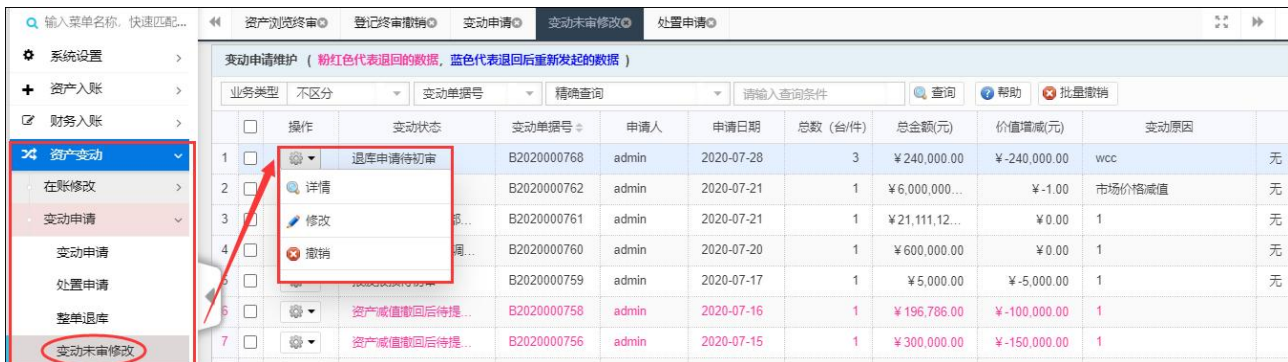 输入菜单名称，快速匹配...
资产浏览终审
登记终审撤销
变动申请
变动未审修改
处置申请
系统设置
资产入账
财务入账
资产变动
在账修改
变动申请
变动申请
处置申请
整单退库
变动未审修改
变动申请维护 ( 粉红色代表退回的数据，蓝色代表退回后重新发起的数据 )
业务类型 不区分 变动单据号 精确查询 请输入查询条件 查询 帮助 批量撤销
操作 变动状态 变动单据号 申请人 申请日期 总数 (台/件) 总金额(元) 价值增减(元) 变动原因
1 退库申请待初审 B2020000768 admin 2020-07-28 3 ¥240,000.00 ¥-240,000.00 wcc 无
2 B2020000762 admin 2020-07-21 1 ¥6,000,000... ¥-1.00 市场价格减值 无
3 B2020000761 admin 2020-07-21 1 ¥21,111,12... ¥0.00 1 无
4 B2020000760 admin 2020-07-20 1 ¥600,000.00 ¥0.00 1 无
5 B2020000759 admin 2020-07-17 1 ¥5,000.00 ¥-5,000.00 1 无
6 资产减值撤回后待提... B2020000758 admin 2020-07-16 1 ¥196,786.00 ¥-100,000.00 1
7 资产减值撤回后待提... B2020000756 admin 2020-07-15 1 ¥300,000.00 ¥-150,000.00 1
详情
修改
撤销